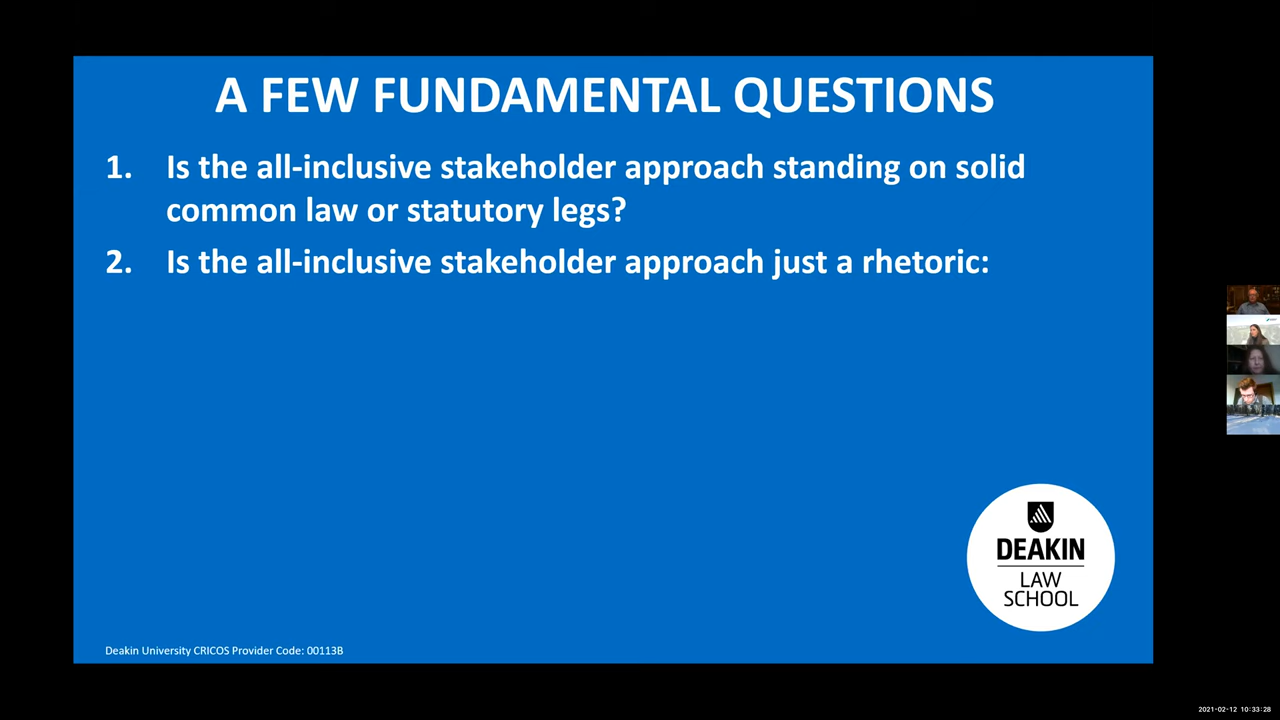 A FEW FUNDAMENTAL QUESTIONS
1. Is the all-inclusive stakeholder approach standing on solid
common law or statutory legs?
2. Is the all-inclusive stakeholder approach just a rhetoric:
DEAKIN
LAW
SCHOOL
Deakin University CRICOS Provider Code: 00113B
2021-02-12 10:33:28